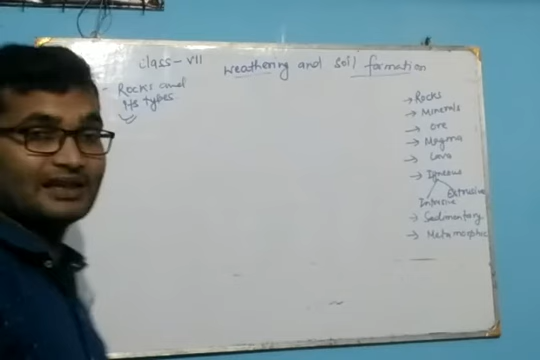 Class-VII Weathering and Soil formation
- Rocks and
its types
→ Rocks
→ Minerals
→ Ore
→ Magma
→ Lava
→ Igneous
Extrusive
Intrusive
→ Sedimentary
→ Metamorphic